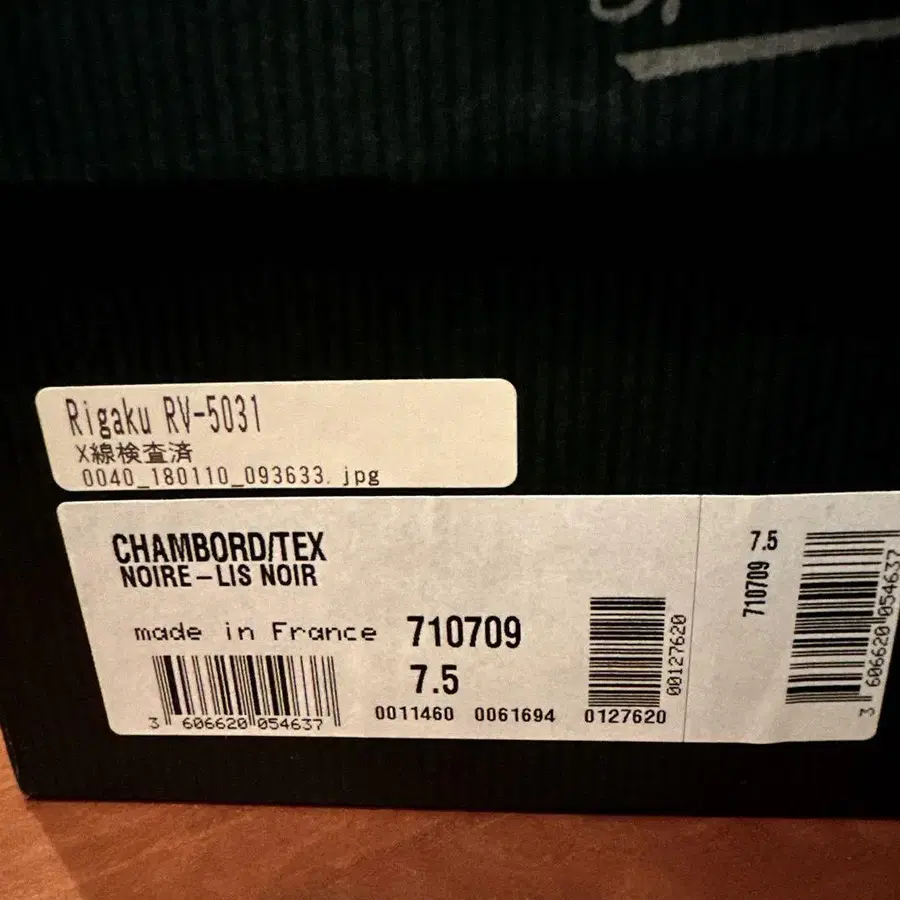 Rigaku RV-5031
X線検査済
0040_180110_093633.jpg
CHAMBORD/TEX
NOIRE-LIS NOIR
made in France 710709
7.5
3 606620 054637
0011460 0061694 0127620
00127620
7.5
710709
3 606620 054637